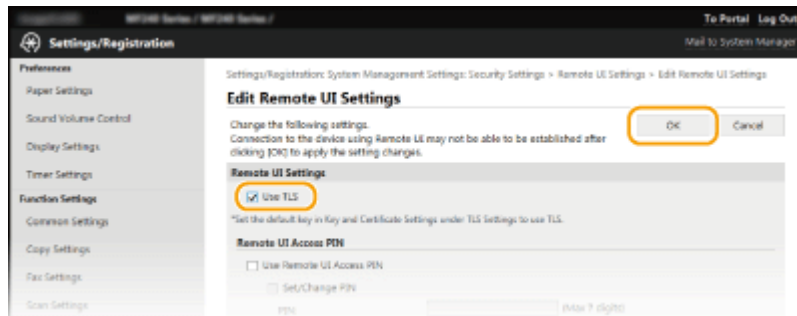 MF240 Series / MF240 Series /
To Portal Log Out
Settings/Registration
Mail to System Manager
Preferences
Paper Settings
Sound Volume Control
Display Settings
Timer Settings
Function Settings
Common Settings
Copy Settings
Fax Settings
Scan Settings
Settings/Registration: System Management Settings: Security Settings > Remote UI Settings > Edit Remote UI Settings
Edit Remote UI Settings
Change the following settings.
Connection to the device using Remote UI may not be able to be established after
clicking [OK] to apply the setting changes.
OK Cancel
Remote UI Settings
Use TLS
*Set the default key in Key and Certificate Settings under TLS Settings to use TLS.
Remote UI Access PIN
Use Remote UI Access PIN
Set/Change PIN
PIN: (Max 7 digits)